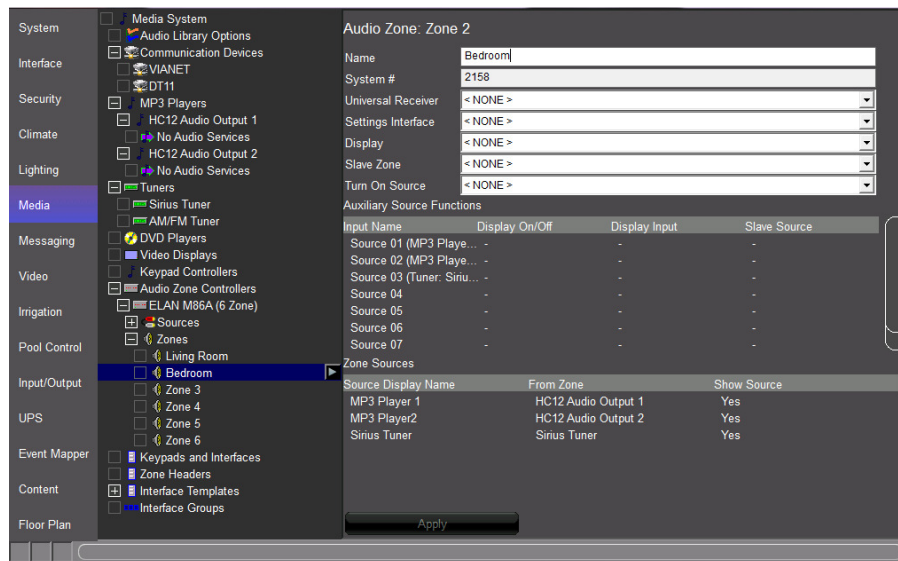 System
Interface
Security
Climate
Lighting
Media
Messaging
Video
Irrigation
Pool Control
Input/Output
UPS
Event Mapper
Content
Floor Plan
Media System
Audio Library Options
Communication Devices
VIANET
DT11
MP3 Players
HC12 Audio Output 1
No Audio Services
HC12 Audio Output 2
No Audio Services
Tuners
Sirius Tuner
AM/FM Tuner
DVD Players
Video Displays
Keypad Controllers
Audio Zone Controllers
ELAN M86A (6 Zone)
Sources
Zones
Living Room
Bedroom
Zone 3
Zone 4
Zone 5
Zone 6
Keypads and Interfaces
Zone Headers
Interface Templates
Interface Groups
Audio Zone: Zone 2
Name Bedroom
System # 2158
Universal Receiver < NONE >
Settings Interface < NONE >
Display < NONE >
Slave Zone < NONE >
Turn On Source < NONE >
Auxiliary Source Functions
Input Name Display On/Off Display Input Slave Source
Source 01 (MP3 Playe... - - -
Source 02 (MP3 Playe... - - -
Source 03 (Tuner: Siriu... - - -
Source 04 - - -
Source 05 - - -
Source 06 - - -
Source 07 - - -
Zone Sources
Source Display Name From Zone Show Source
MP3 Player 1 HC12 Audio Output 1 Yes
MP3 Player2 HC12 Audio Output 2 Yes
Sirius Tuner Sirius Tuner Yes
Apply